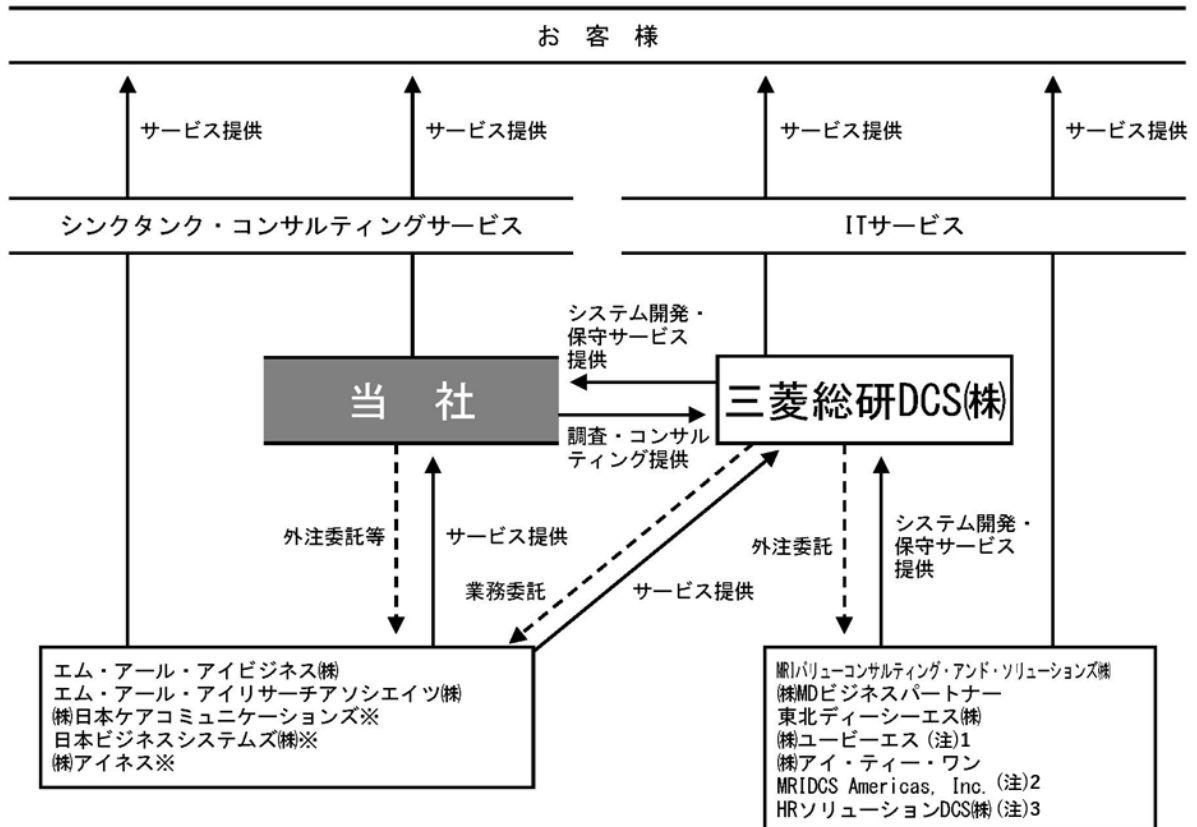 お 客 様
サービス提供
サービス提供
サービス提供
サービス提供
シンクタンク・コンサルティングサービス
ITサービス
システム開発・
保守サービス
提供
当 社
三菱総研DCS㈱
調査・コンサル
ティング提供
外注委託等
サービス提供
業務委託
サービス提供
外注委託
システム開発・
保守サービス
提供
エム・アール・アイビジネス㈱
エム・アール・アイリサーチアソシエイツ㈱
㈱日本ケアコミュニケーションズ※
日本ビジネスシステムズ㈱※
㈱アイネス※
MRIバリューコンサルティング・アンド・ソリューションズ㈱
㈱MDビジネスパートナー
東北ディーシーエス㈱
㈱ユービーエス (注)1
㈱アイ・ティー・ワン
MRIDCS Americas, Inc. (注)2
HRソリューションDCS㈱ (注)3